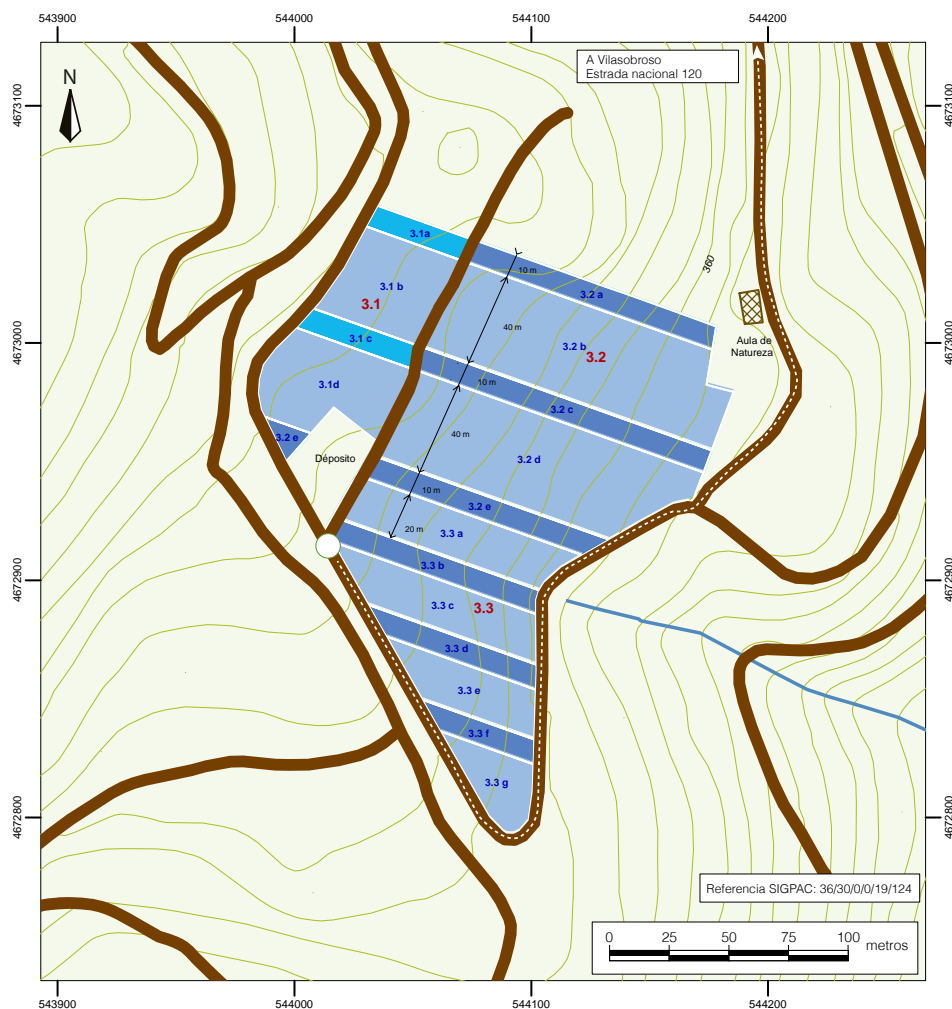 543900
544000
544100
544200
A Vilasobroso
Estrada nacional 120
N
4673100
4673100
3.1a
10 m
360
3.1 b
3.2 a
3.1
40 m
3.1 c
3.2 b
3.2
Aula de
Natureza
4673000
4673000
3.1d
10 m
3.2 c
3.2 e
40 m
Déposito
3.2 d
10 m
3.2 e
20 m
3.3 a
3.3 b
4672900
4672900
3.3 c
3.3
3.3 d
3.3 e
3.3 f
3.3 g
4672800
4672800
Referencia SIGPAC: 36/30/0/0/19/124
0 25 50 75 100 metros
543900
544000
544100
544200